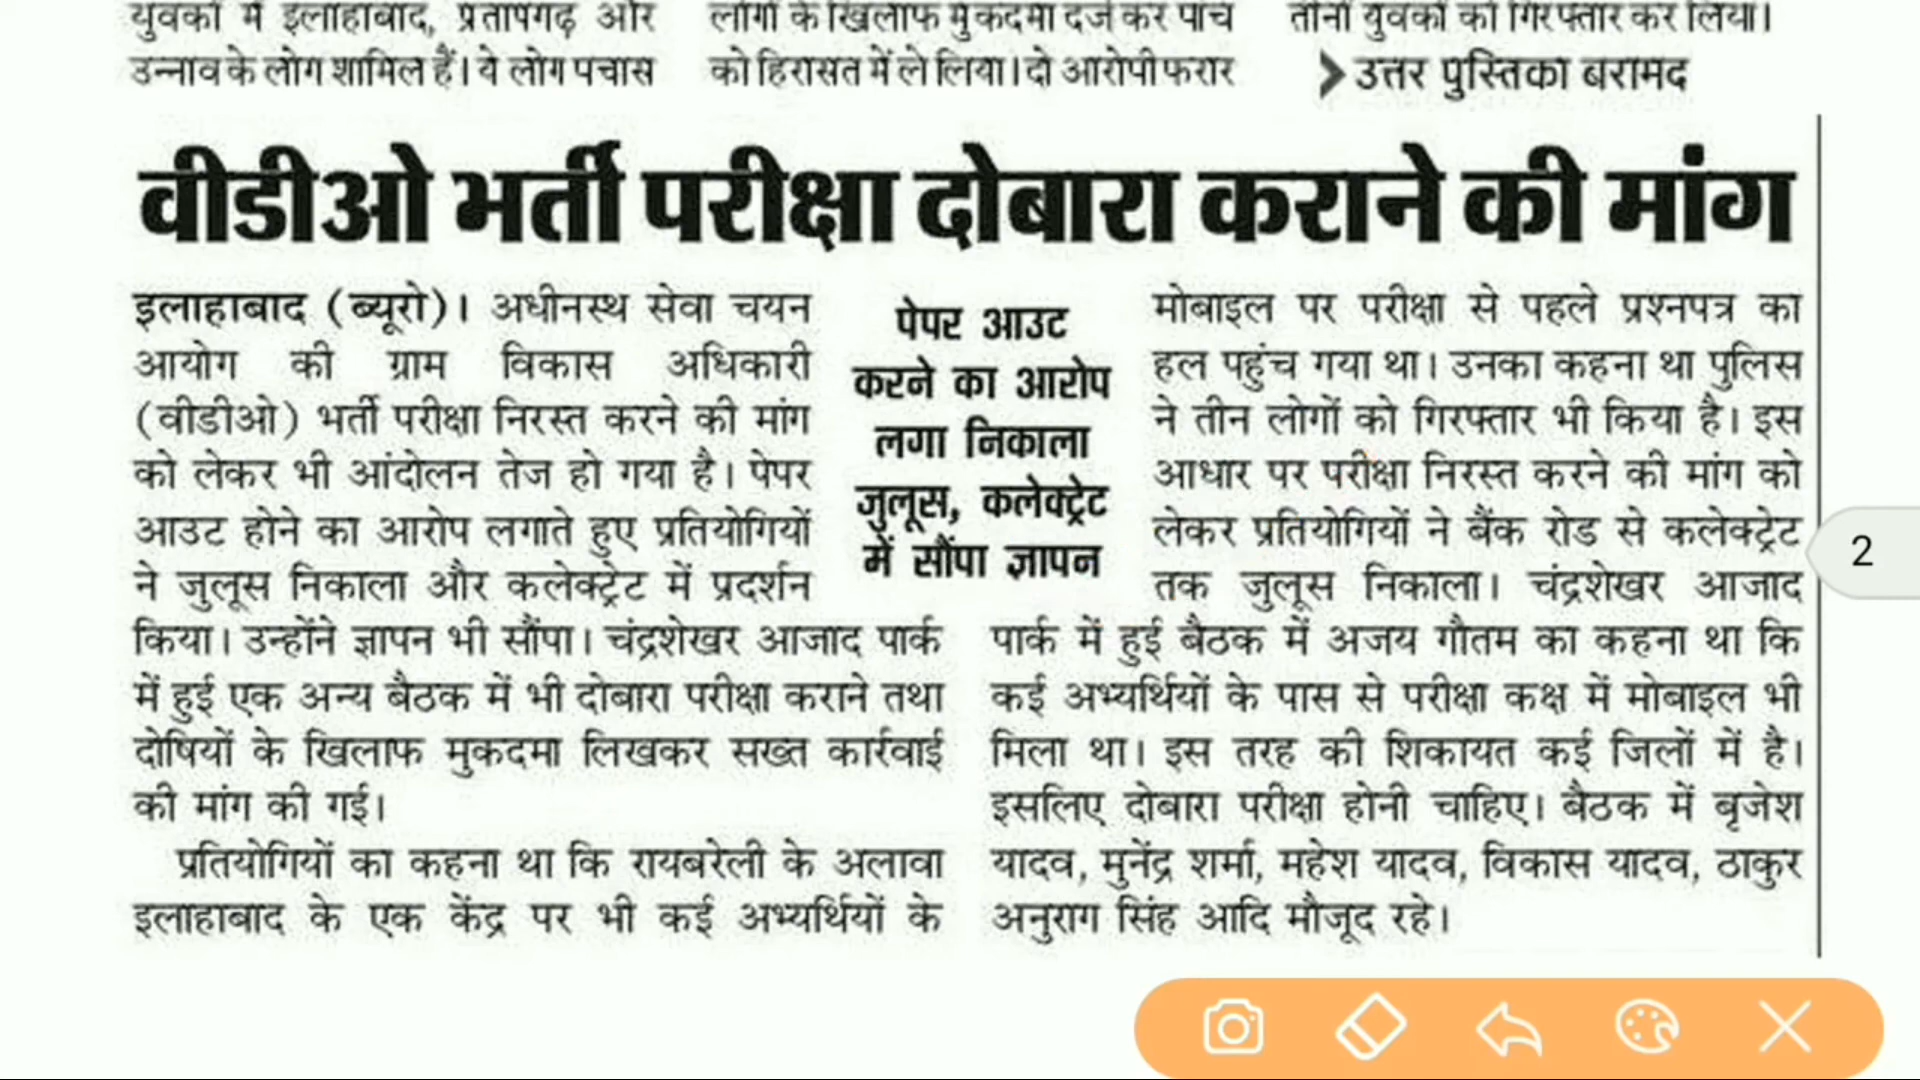 युवकों में इलाहाबाद, प्रतापगढ़ और
उन्नाव के लोग शामिल हैं। ये लोग पचास
लोगों के खिलाफ मुकदमा दर्ज कर पांच
को हिरासत में ले लिया। दो आरोपी फरार
तीनों युवकों को गिरफ्तार कर लिया।
उत्तर पुस्तिका बरामद
वीडीओ भर्ती परीक्षा दोबारा कराने की मांग
इलाहाबाद (ब्यूरो)। अधीनस्थ सेवा चयन
आयोग की ग्राम विकास अधिकारी
(वीडीओ) भर्ती परीक्षा निरस्त करने की मांग
को लेकर भी आंदोलन तेज हो गया है। पेपर
आउट होने का आरोप लगाते हुए प्रतियोगियों
ने जुलूस निकाला और कलेक्ट्रेट में प्रदर्शन
किया। उन्होंने ज्ञापन भी सौंपा। चंद्रशेखर आजाद पार्क
में हुई एक अन्य बैठक में भी दोबारा परीक्षा कराने तथा
दोषियों के खिलाफ मुकदमा लिखकर सख्त कार्रवाई
की मांग की गई।
प्रतियोगियों का कहना था कि रायबरेली के अलावा
इलाहाबाद के एक केंद्र पर भी कई अभ्यर्थियों के
पेपर आउट
करने का आरोप
लगा निकाला
जुलूस, कलेक्ट्रेट
में सौंपा ज्ञापन
मोबाइल पर परीक्षा से पहले प्रश्नपत्र का
हल पहुंच गया था। उनका कहना था पुलिस
ने तीन लोगों को गिरफ्तार भी किया है। इस
आधार पर परीक्षा निरस्त करने की मांग को
लेकर प्रतियोगियों ने बैंक रोड से कलेक्ट्रेट
तक जुलूस निकाला। चंद्रशेखर आजाद
पार्क में हुई बैठक में अजय गौतम का कहना था कि
कई अभ्यर्थियों के पास से परीक्षा कक्ष में मोबाइल भी
मिला था। इस तरह की शिकायत कई जिलों में है।
इसलिए दोबारा परीक्षा होनी चाहिए। बैठक में बृजेश
यादव, मुनेंद्र शर्मा, महेश यादव, विकास यादव, ठाकुर
अनुराग सिंह आदि मौजूद रहे।
2